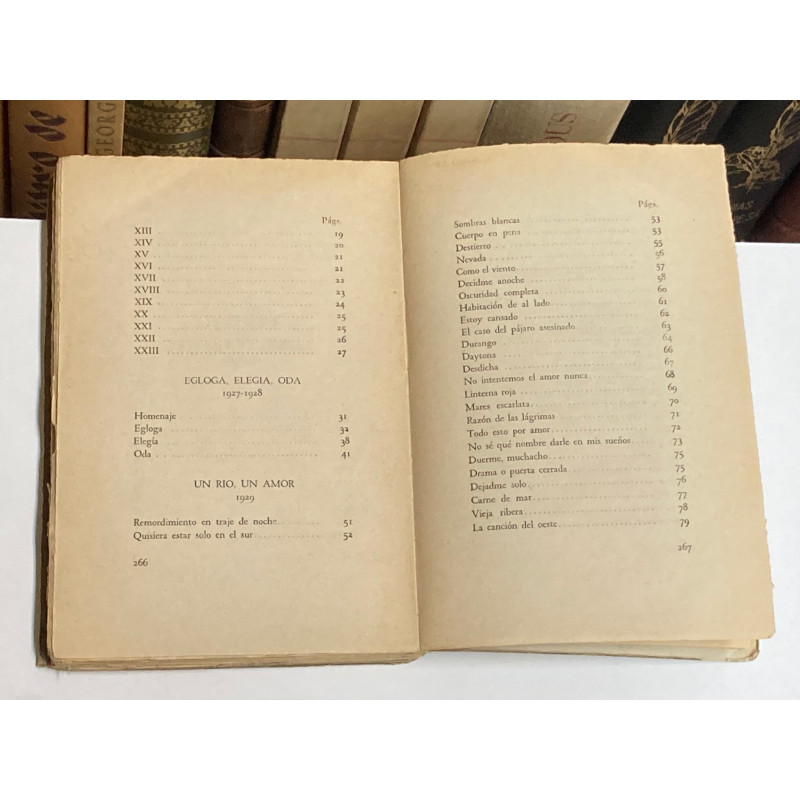 GEORG
OUS
Págs.
XIII 19
XIV 20
XV 21
XVI 21
XVII 22
XVIII 23
XIX 24
XX 25
XXI 25
XXII 26
XXIII 27
EGLOGA, ELEGIA, ODA
1927-1928
Homenaje 31
Egloga 32
Elegía 38
Oda 41
UN RIO, UN AMOR
1929
Remordimiento en traje de noche 51
Quisiera estar solo en el sur 52
266
Págs.
Sombras blancas 53
Cuerpo en pena 53
Destierro 55
Nevada 56
Como el viento 57
Decidme anoche 58
Oscuridad completa 60
Habitación de al lado 61
Estoy cansado 62
El caso del pájaro asesinado 63
Durango 64
Daytona 66
Desdicha 67
No intentemos el amor nunca 68
Linterna roja 69
Mares escarlata 70
Razón de las lágrimas 71
Todo esto por amor 72
No sé qué nombre darle en mis sueños 73
Duerme, muchacho 75
Drama o puerta cerrada 75
Dejadme solo 76
Carne de mar 77
Vieja ribera 78
La canción del oeste 79
267